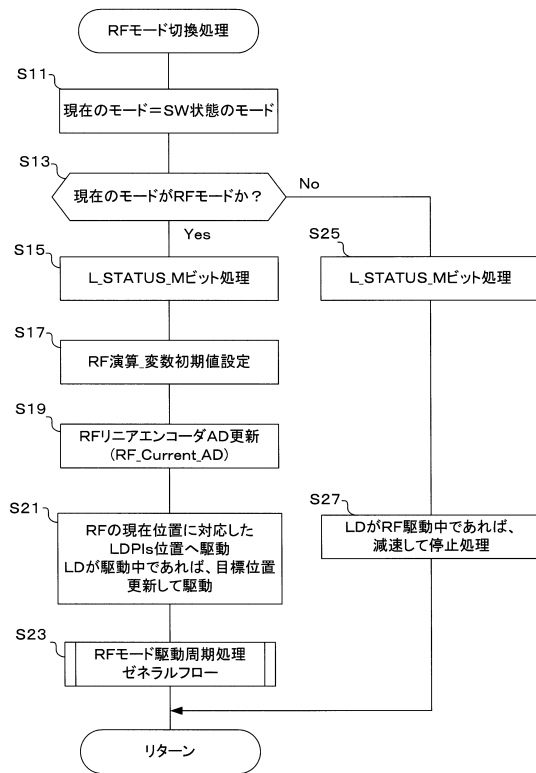 RFモード切換処理
S11
現在のモード＝SW状態のモード
S13
現在のモードがRFモードか？
No
Yes
S15
L_STATUS_Mビット処理
S25
L_STATUS_Mビット処理
S17
RF演算_変数初期値設定
S19
RFリニアエンコーダAD更新
(RF_Current_AD)
S21
RFの現在位置に対応した
LDPIs位置へ駆動
LDが駆動中であれば、目標位置
更新して駆動
S27
LDがRF駆動中であれば、
減速して停止処理
S23
RFモード駆動周期処理
ゼネラルフロー
リターン